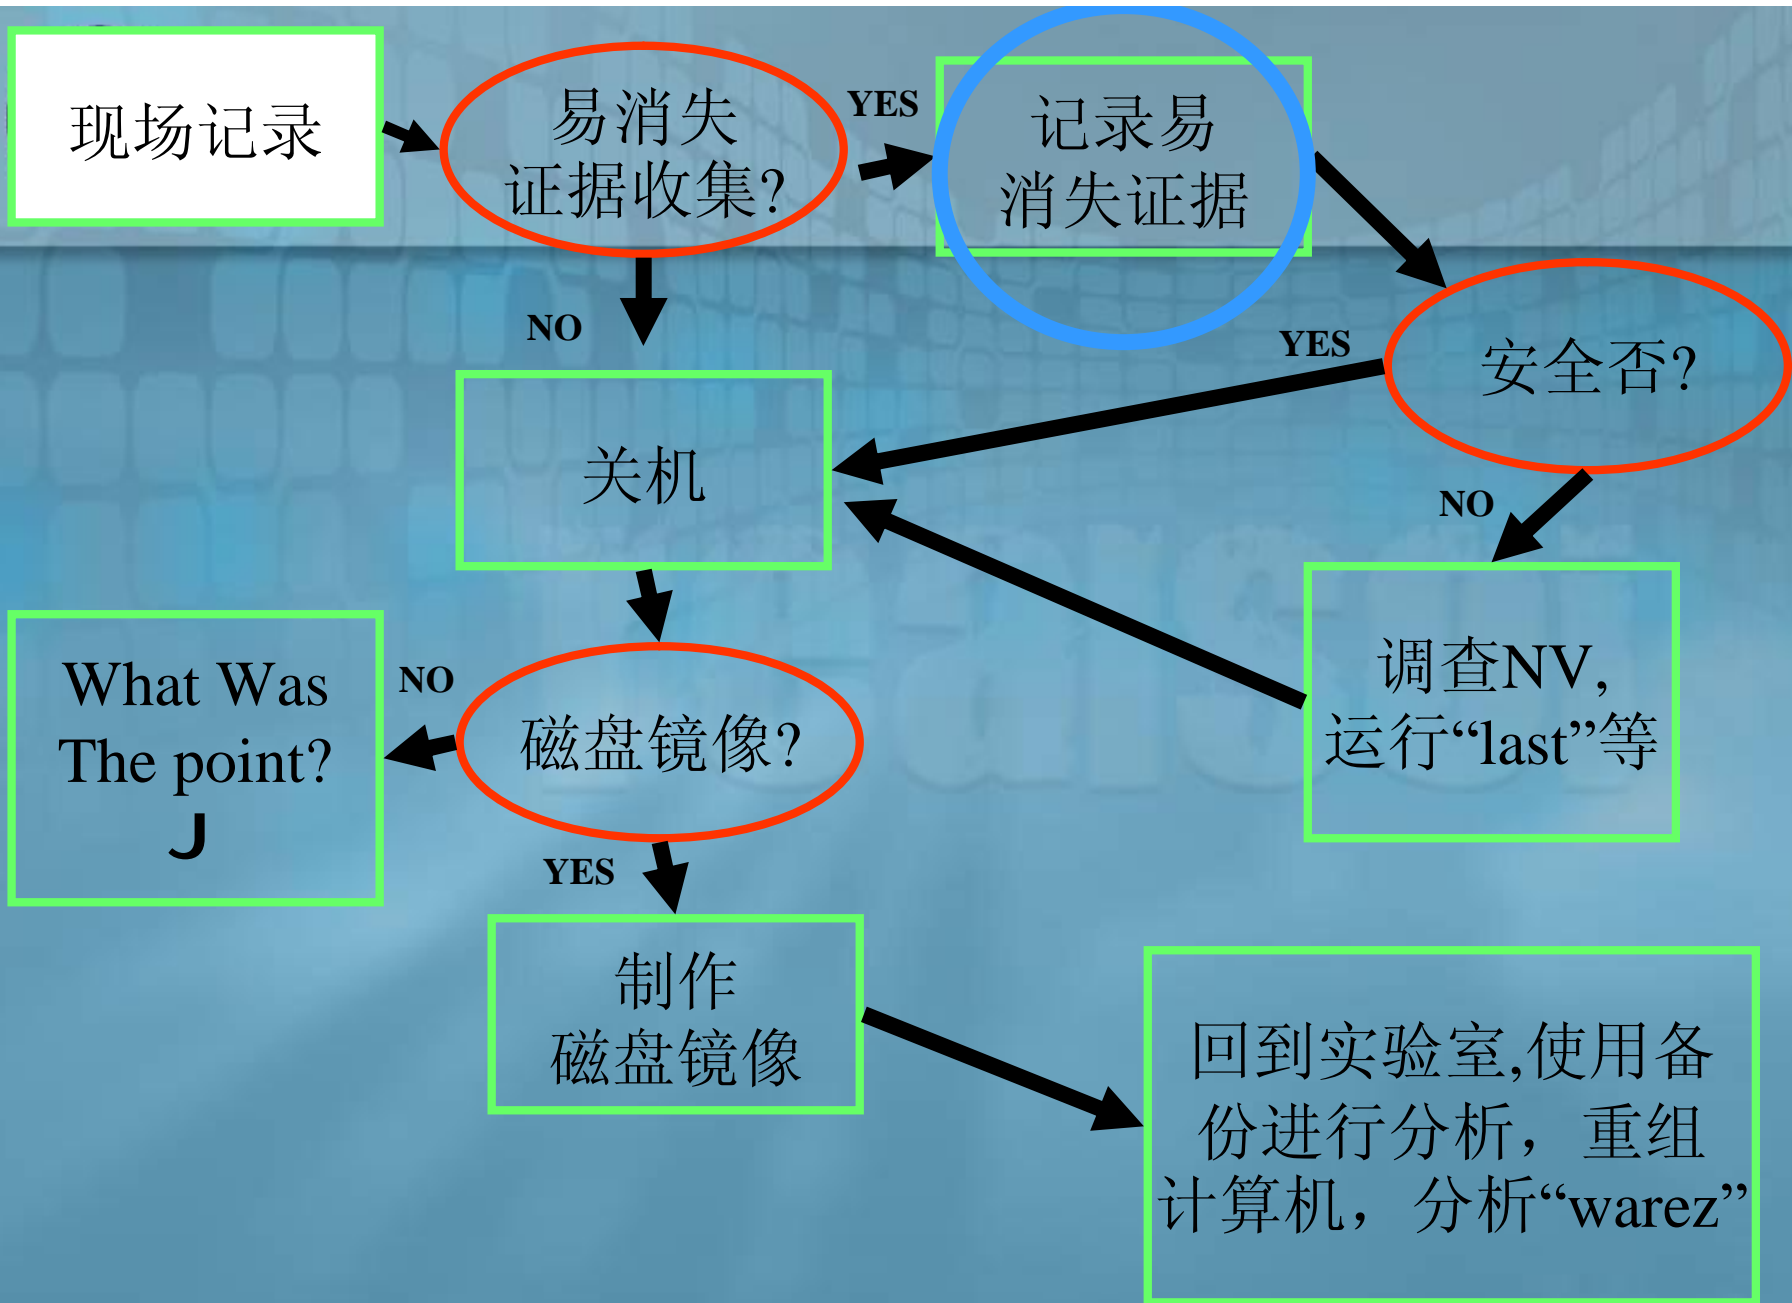 现场记录
易消失
证据收集?
YES
记录易
消失证据
NO
YES
安全否?
关机
NO
What Was
The point?
J
NO
磁盘镜像?
调查NV,
运行“last”等
YES
制作
磁盘镜像
回到实验室,使用备
份进行分析，重组
计算机，分析“warez”